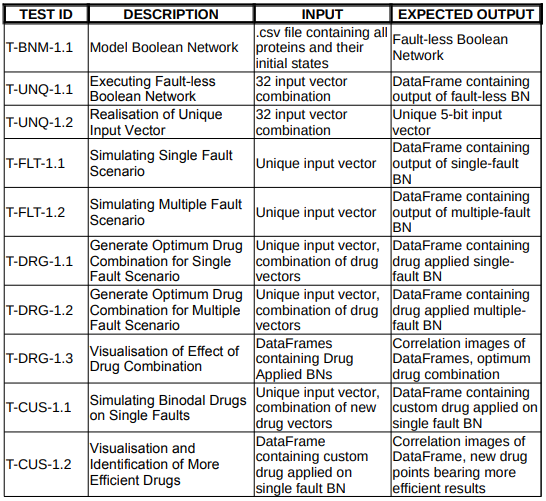 TEST ID DESCRIPTION INPUT EXPECTED OUTPUT
T-BNM-1.1
Model Boolean Network
.csv file containing all
proteins and their
initial states
Fault-less Boolean
Network
T-UNQ-1.1
Executing Fault-less
Boolean Network
32 input vector
combination
DataFrame containing
output of fault-less BN
T-UNQ-1.2
Realisation of Unique
Input Vector
32 input vector
combination
Unique 5-bit input
vector
T-FLT-1.1
Simulating Single Fault
Scenario
Unique input vector
DataFrame containing
output of single-fault
BN
T-FLT-1.2
Simulating Multiple Fault
Scenario
Unique input vector
DataFrame containing
output of multiple-fault
BN
T-DRG-1.1
Generate Optimum Drug
Combination for Single
Fault Scenario
Unique input vector,
combination of drug
vectors
DataFrame containing
drug applied single-
fault BN
T-DRG-1.2
Generate Optimum Drug
Combination for Multiple
Fault Scenario
Unique input vector,
combination of drug
vectors
DataFrame containing
drug applied multiple-
fault BN
T-DRG-1.3
Visualisation of Effect of
Drug Combination
DataFrames
containing Drug
Applied BNs
Correlation images of
DataFrames, optimum
drug combination
T-CUS-1.1
Simulating Binodal Drugs
on Single Faults
Unique input vector,
combination of new
drug vectors
DataFrame containing
custom drug applied on
single fault BN
T-CUS-1.2
Visualisation and
Identification of More
Efficient Drugs
DataFrame
containing custom
drug applied on
single fault BN
Correlation images of
DataFrame, new drug
points bearing more
efficient results